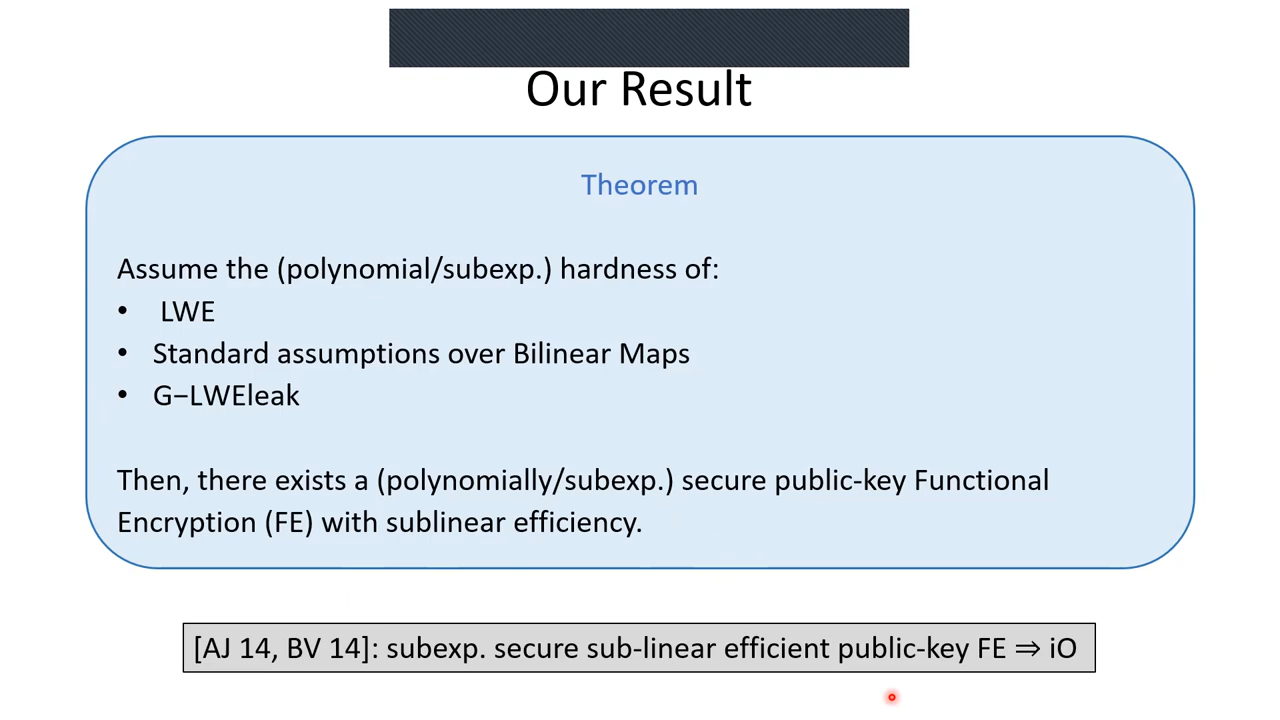 Our Result
Theorem
Assume the (polynomial/subexp.) hardness of:
• LWE
• Standard assumptions over Bilinear Maps
• G−LWEleak
Then, there exists a (polynomially/subexp.) secure public-key Functional
Encryption (FE) with sublinear efficiency.
[AJ 14, BV 14]: subexp. secure sub-linear efficient public-key FE ⇒ iO